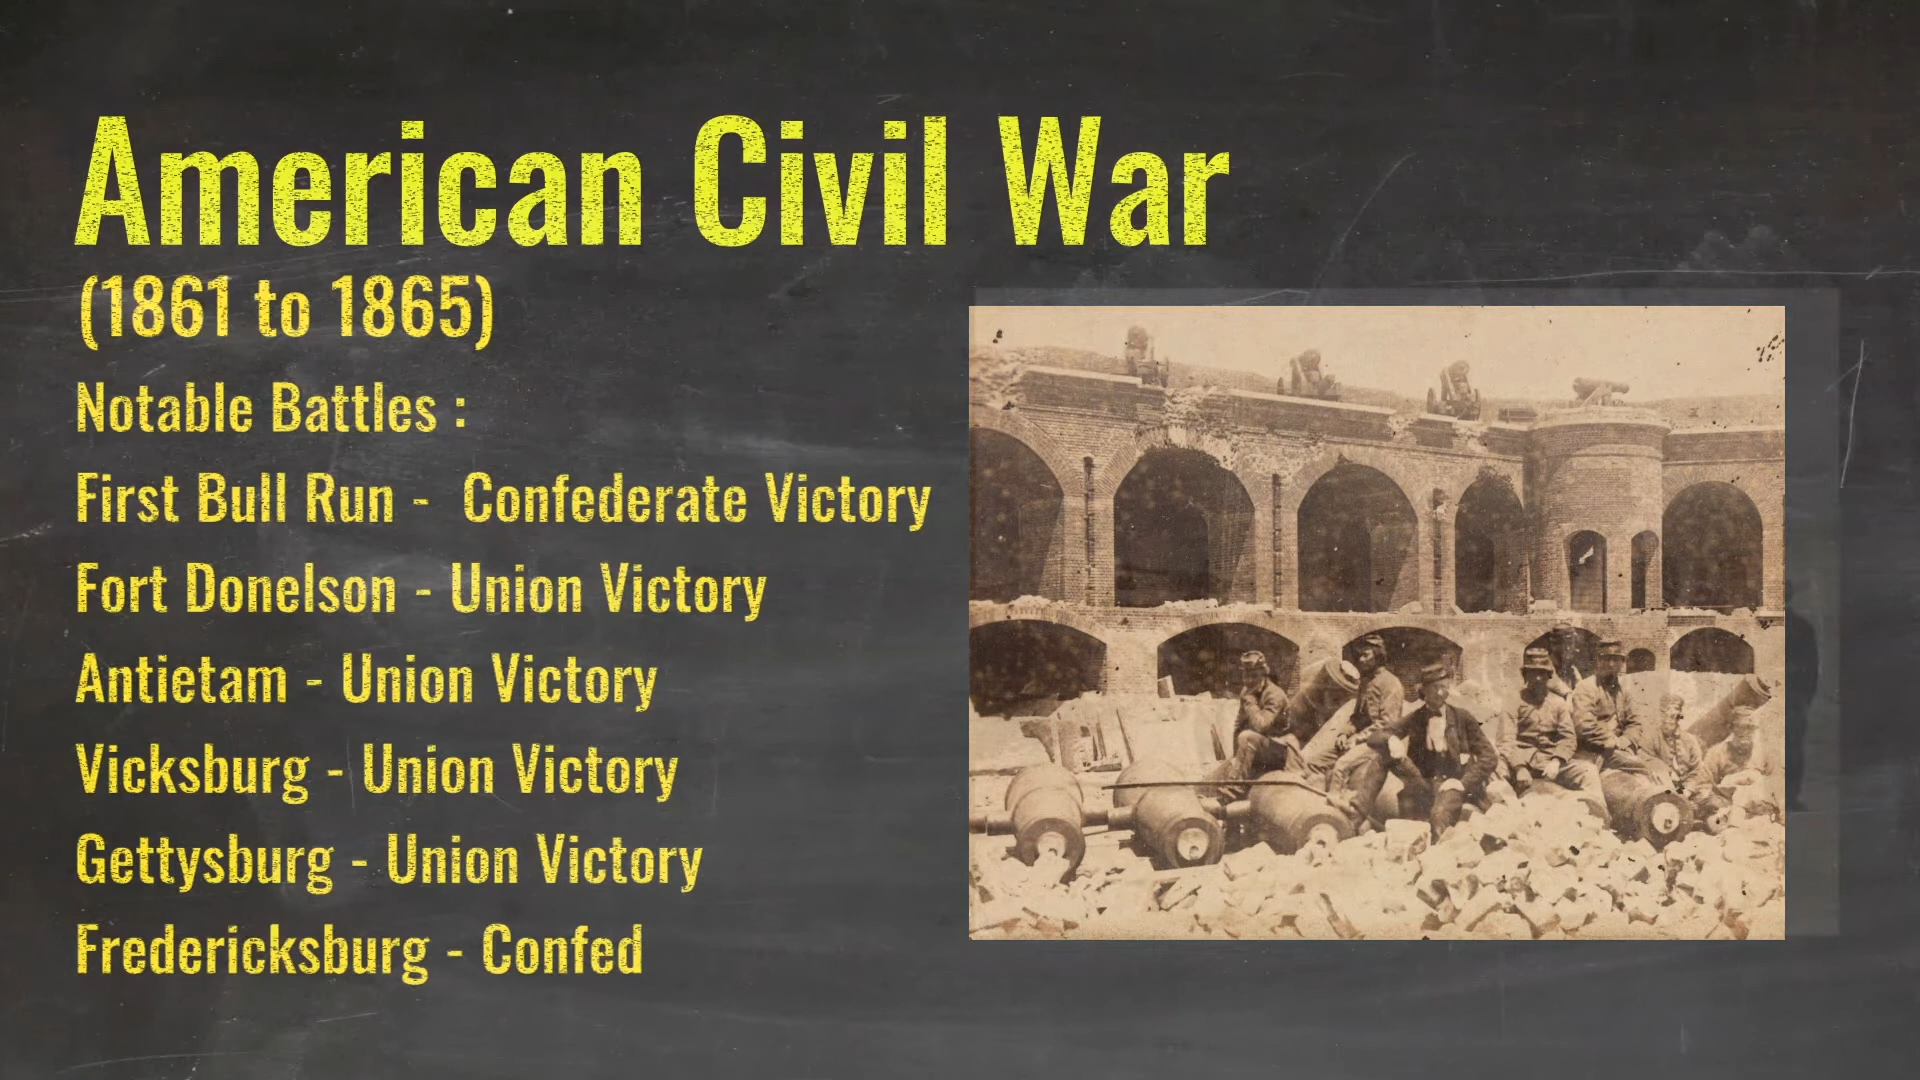 American Civil War
(1861 to 1865)
Notable Battles :
First Bull Run - Confederate Victory
Fort Donelson - Union Victory
Antietam - Union Victory
Vicksburg - Union Victory
Gettysburg - Union Victory
Fredericksburg - Confed